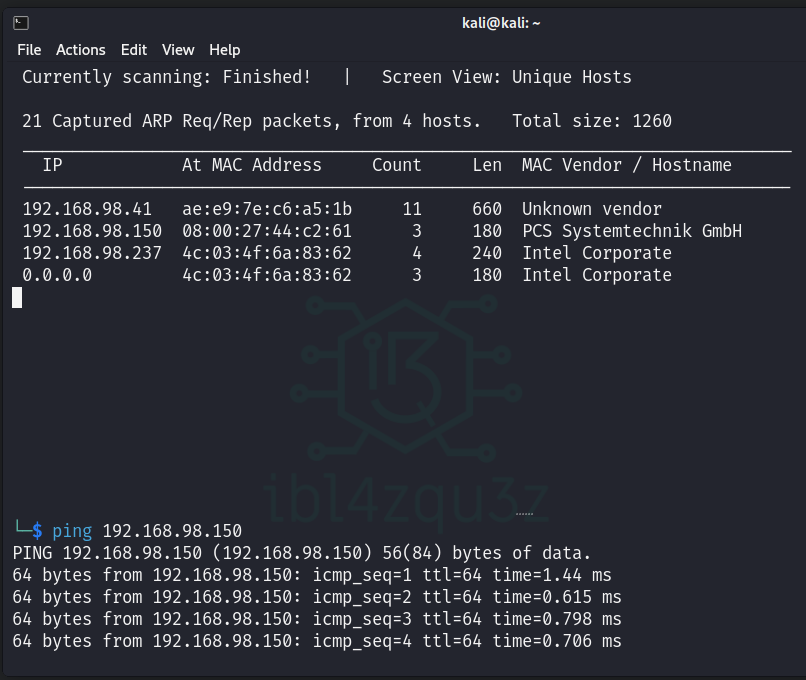 kali@kali: ~
File Actions Edit View Help
Currently scanning: Finished!   |   Screen View: Unique Hosts
21 Captured ARP Req/Rep packets, from 4 hosts.   Total size: 1260
IP            At MAC Address     Count     Len  MAC Vendor / Hostname
192.168.98.41   ae:e9:7e:c6:a5:1b     11     660  Unknown vendor
192.168.98.150  08:00:27:44:c2:61      3     180  PCS Systemtechnik GmbH
192.168.98.237  4c:03:4f:6a:83:62      4     240  Intel Corporate
0.0.0.0         4c:03:4f:6a:83:62      3     180  Intel Corporate
ibl4zqu3z
└─$ ping 192.168.98.150
PING 192.168.98.150 (192.168.98.150) 56(84) bytes of data.
64 bytes from 192.168.98.150: icmp_seq=1 ttl=64 time=1.44 ms
64 bytes from 192.168.98.150: icmp_seq=2 ttl=64 time=0.615 ms
64 bytes from 192.168.98.150: icmp_seq=3 ttl=64 time=0.798 ms
64 bytes from 192.168.98.150: icmp_seq=4 ttl=64 time=0.706 ms